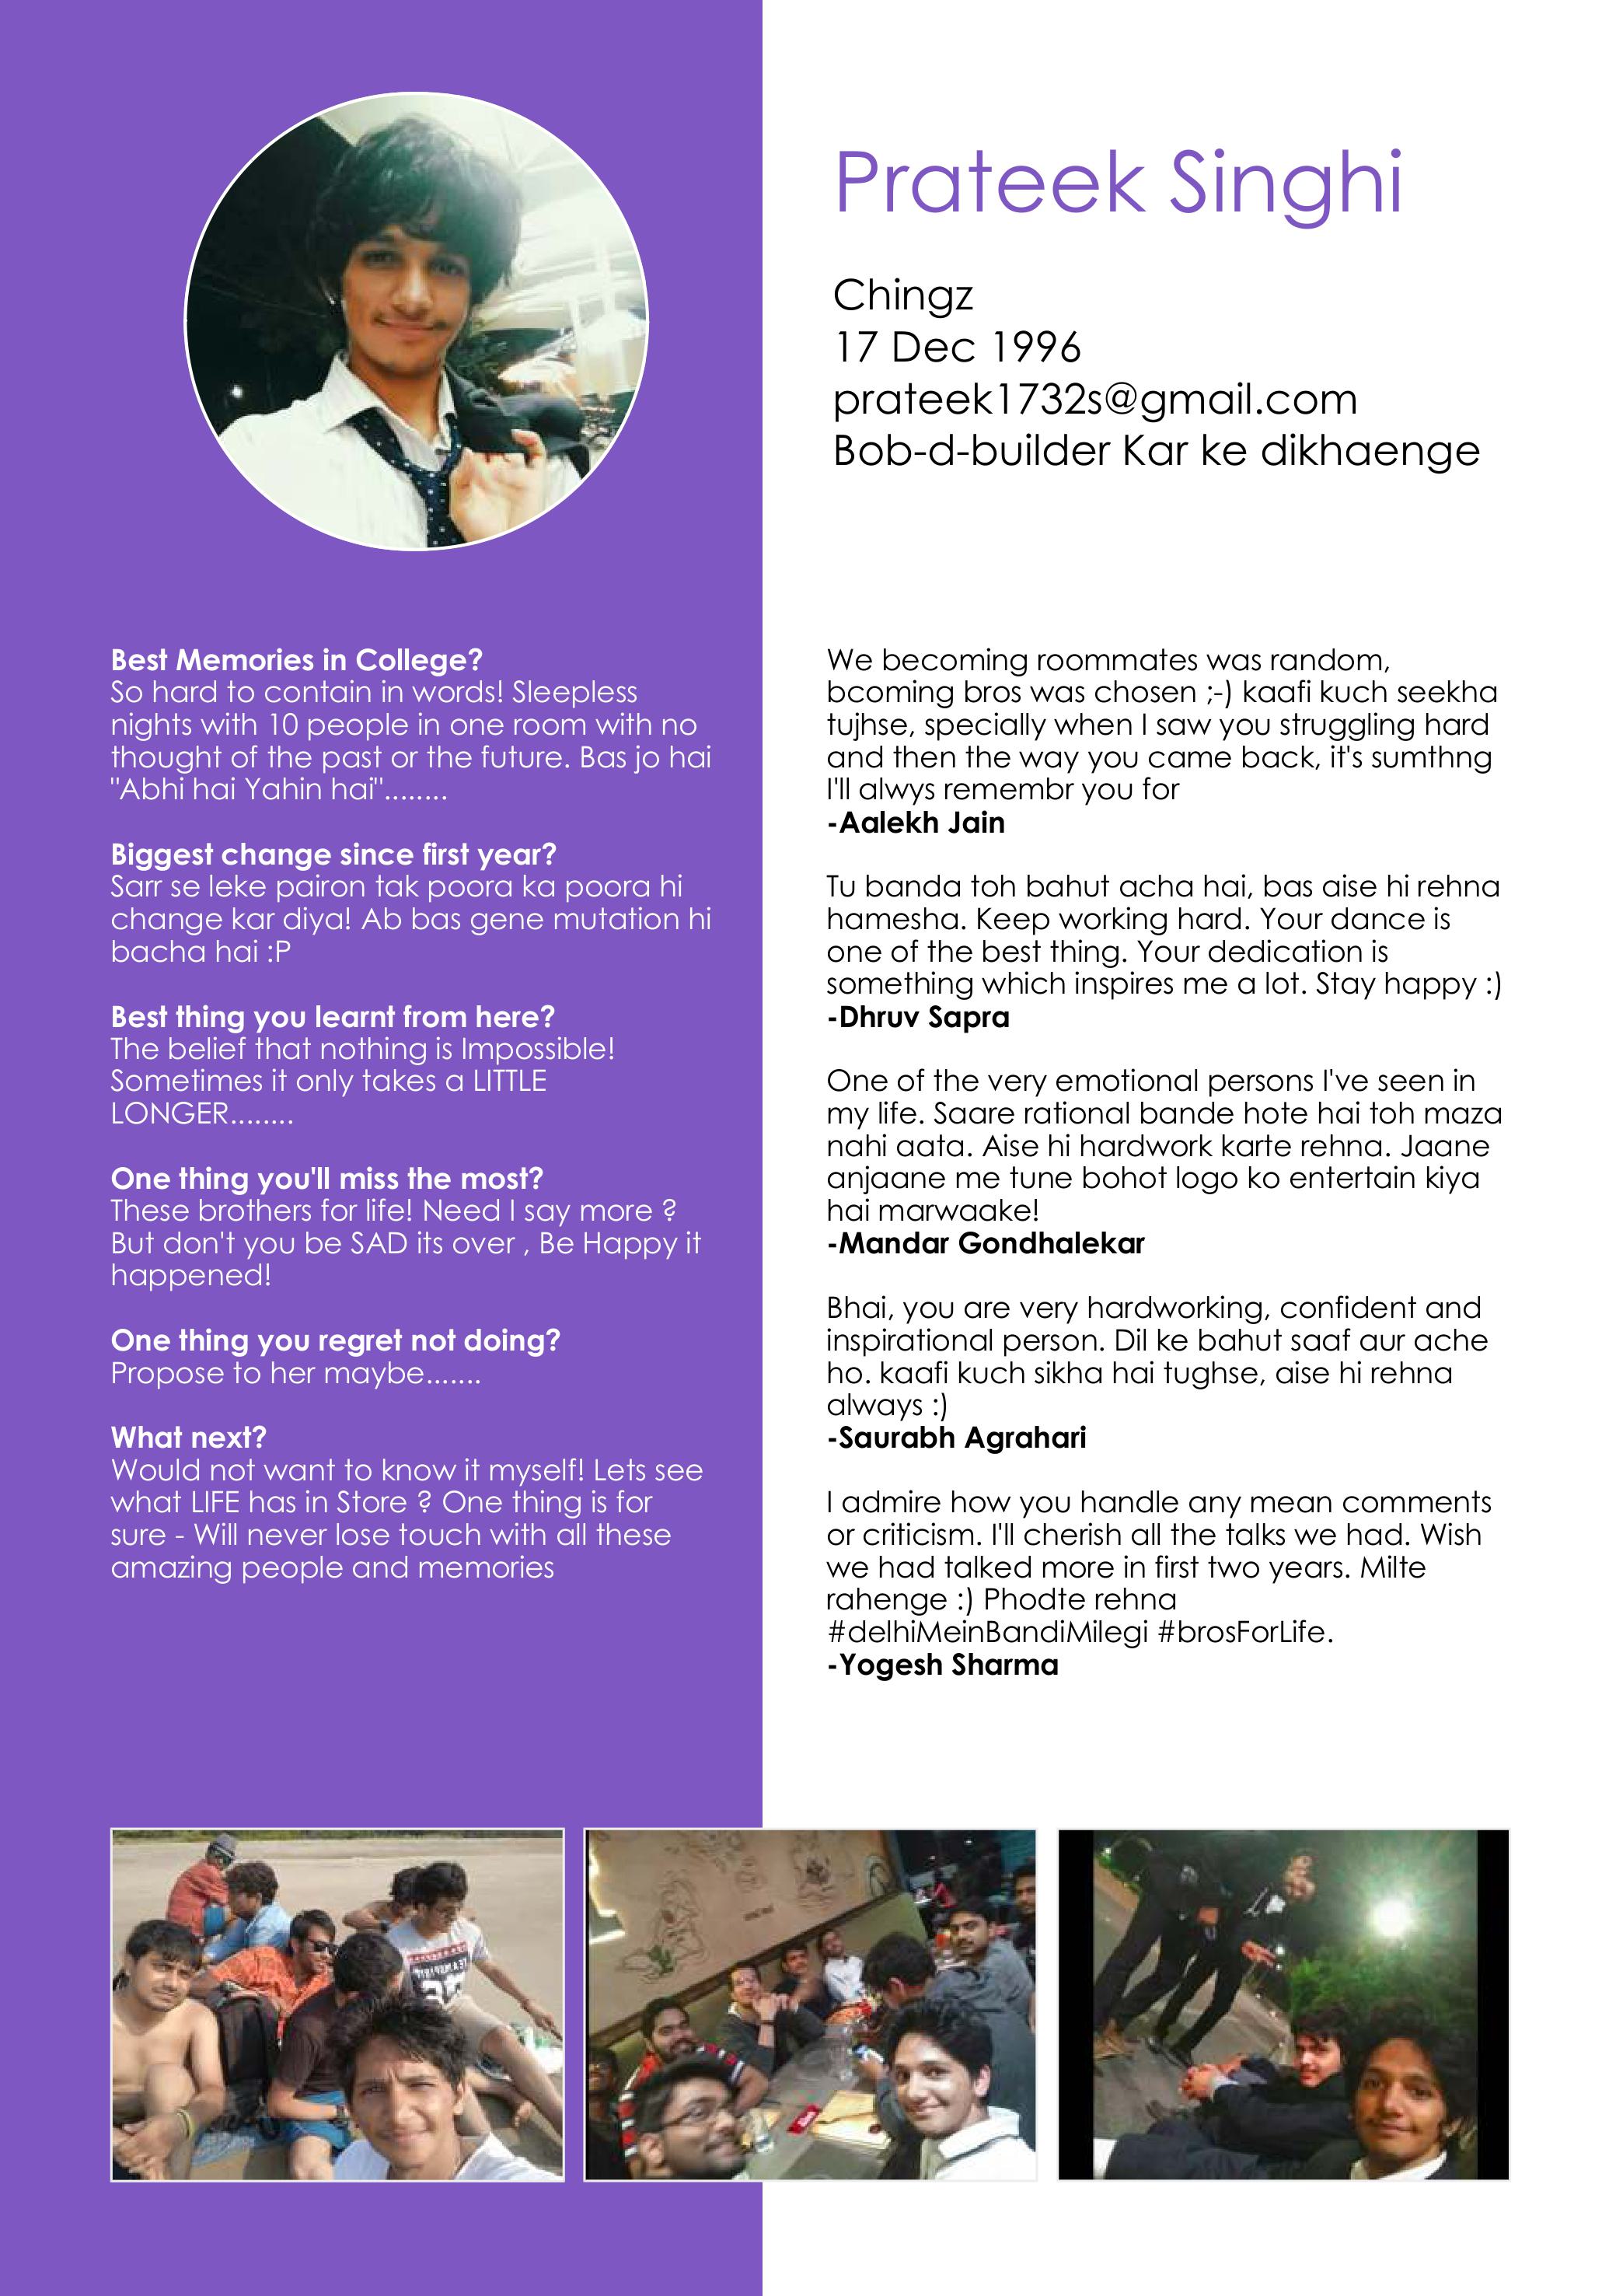 Prateek Singhi
Chingz
17 Dec 1996
prateek1732s@gmail.com
Bob-d-builder Kar ke dikhaenge
Best Memories in College?
So hard to contain in words! Sleepless
nights with 10 people in one room with no
thought of the past or the future. Bas jo hai
"Abhi hai Yahin hai"........
Biggest change since first year?
Sarr se leke pairon tak poora ka poora hi
change kar diya! Ab bas gene mutation hi
bacha hai :P
Best thing you learnt from here?
The belief that nothing is Impossible!
Sometimes it only takes a LITTLE
LONGER........
One thing you'll miss the most?
These brothers for life! Need I say more ?
But don't you be SAD its over , Be Happy it
happened!
One thing you regret not doing?
Propose to her maybe.......
What next?
Would not want to know it myself! Lets see
what LIFE has in Store ? One thing is for
sure - Will never lose touch with all these
amazing people and memories
We becoming roommates was random,
bcoming bros was chosen ;-) kaafi kuch seekha
tujhse, specially when I saw you struggling hard
and then the way you came back, it's sumthng
I'll alwys remembr you for
-Aalekh Jain
Tu banda toh bahut acha hai, bas aise hi rehna
hamesha. Keep working hard. Your dance is
one of the best thing. Your dedication is
something which inspires me a lot. Stay happy :)
-Dhruv Sapra
One of the very emotional persons I've seen in
my life. Saare rational bande hote hai toh maza
nahi aata. Aise hi hardwork karte rehna. Jaane
anjaane me tune bohot logo ko entertain kiya
hai marwaake!
-Mandar Gondhalekar
Bhai, you are very hardworking, confident and
inspirational person. Dil ke bahut saaf aur ache
ho. kaafi kuch sikha hai tughse, aise hi rehna
always :)
-Saurabh Agrahari
I admire how you handle any mean comments
or criticism. I'll cherish all the talks we had. Wish
we had talked more in first two years. Milte
rahenge :) Phodte rehna
#delhiMeinBandiMilegi #brosForLife.
-Yogesh Sharma